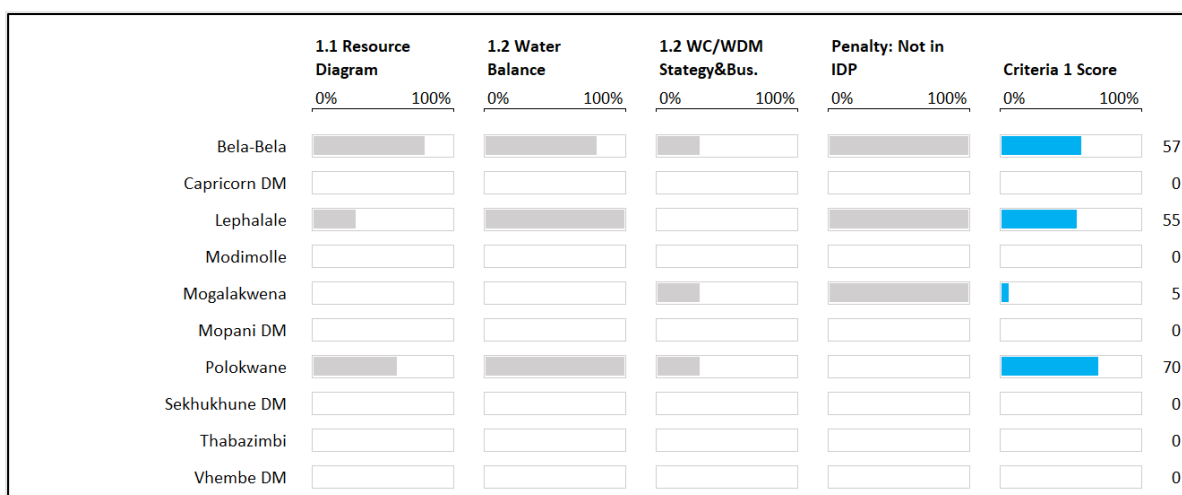 1.1 Resource Diagram
1.2 Water Balance
1.2 WC/WDM Stategy&Bus.
Penalty: Not in IDP
Criteria 1 Score
0% 100% 0% 100% 0% 100% 0% 100% 0% 100%
Bela-Bela 57
Capricorn DM 0
Lephalale 55
Modimolle 0
Mogalakwena 5
Mopani DM 0
Polokwane 70
Sekhukhune DM 0
Thabazimbi 0
Vhembe DM 0